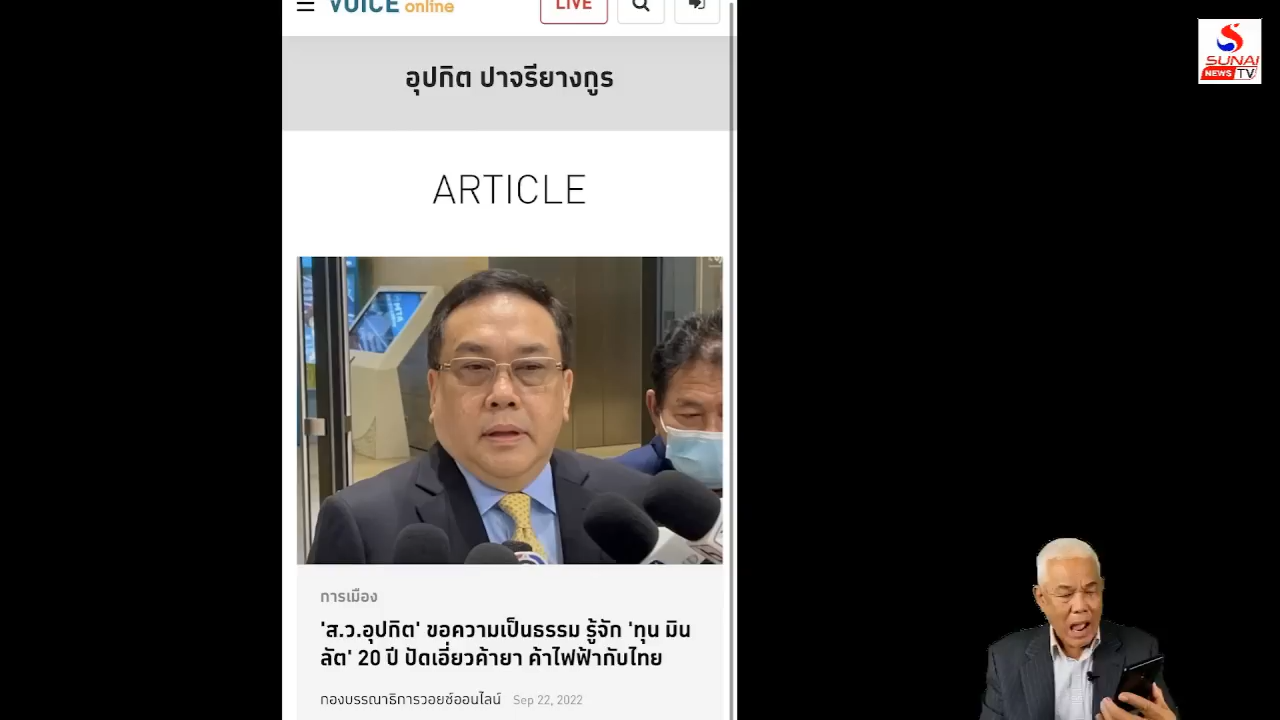 VOICE online
LIVE
SUNAI
NEWS TV
อุปกิต ปาจรียางกูร
ARTICLE
การเมือง
'ส.ว.อุปกิต' ขอความเป็นธรรม รู้จัก 'ทุน มิน
ลัต' 20 ปี ปัดเอี่ยวค้ายา ค้าไฟฟ้ากับไทย
กองบรรณาธิการวอยซ์ออนไลน์ Sep 22, 2022